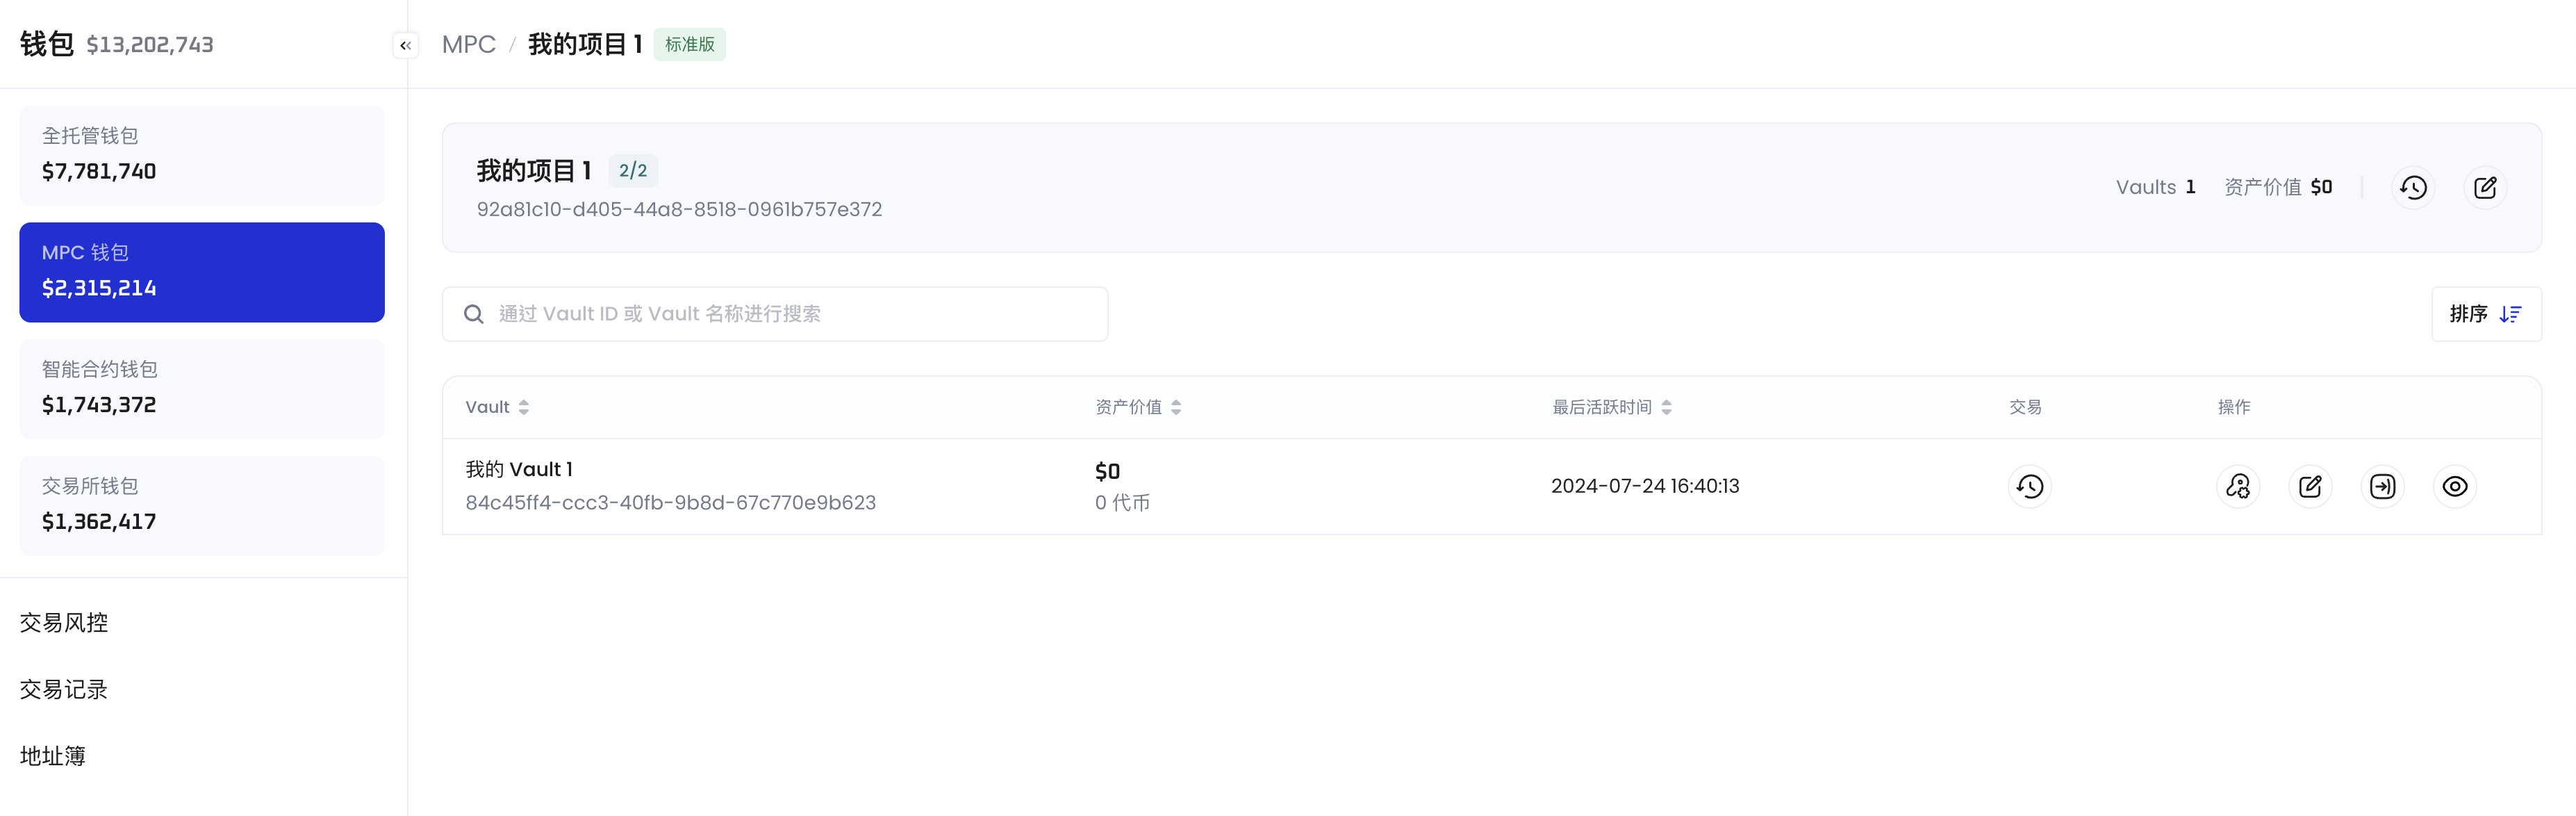 钱包 $13,202,743
全托管钱包
$7,781,740
MPC 钱包
$2,315,214
智能合约钱包
$1,743,372
交易所钱包
$1,362,417
交易风控
交易记录
地址簿
MPC / 我的项目 1 标准版
我的项目 1 2/2
92a81c10-d405-44a8-8518-0961b757e372
Vaults 1 资产价值 $0
通过 Vault ID 或 Vault 名称进行搜索
排序
Vault 资产价值 最后活跃时间 交易 操作
我的 Vault 1
84c45ff4-ccc3-40fb-9b8d-67c770e9b623
$0
0 代币
2024-07-24 16:40:13